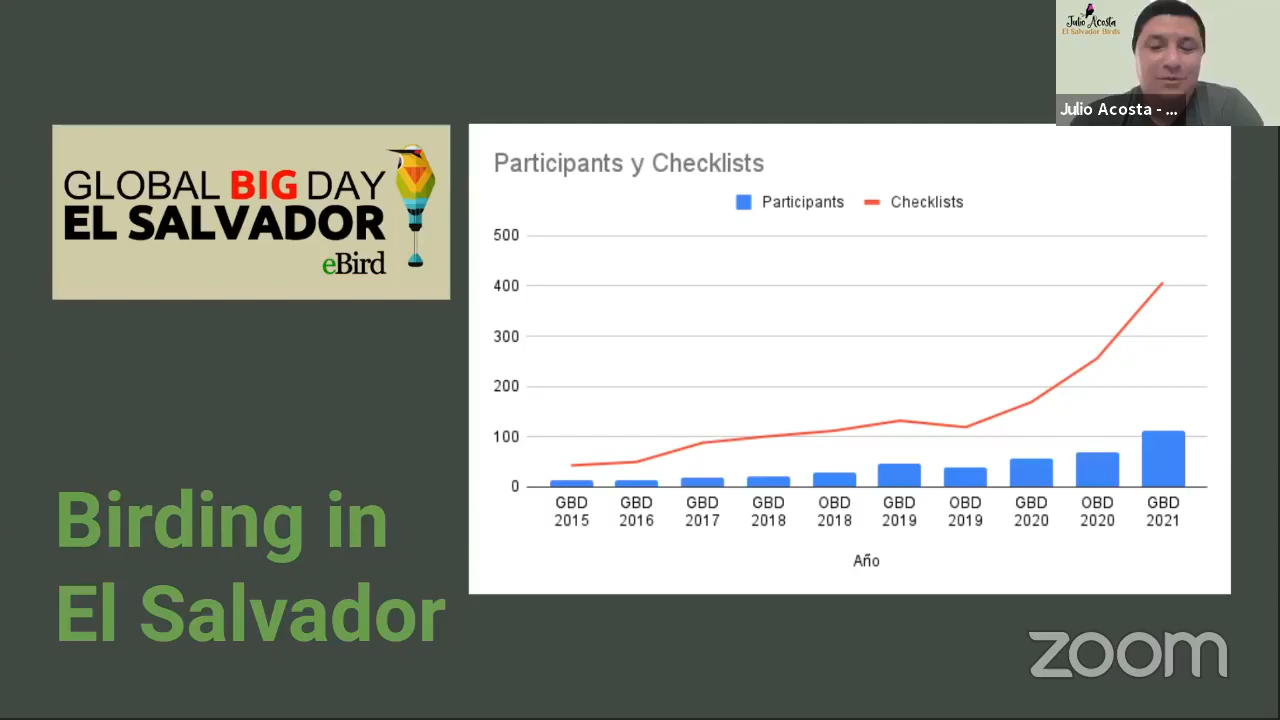 Julio Acosta
El Salvador Birds
Julio Acosta - ...
GLOBAL BIG DAY
EL SALVADOR
eBird
Participants y Checklists
Participants
Checklists
500
400
300
200
100
0
GBD 2015
GBD 2016
GBD 2017
GBD 2018
OBD 2018
GBD 2019
OBD 2019
GBD 2020
OBD 2020
GBD 2021
Año
Birding in
El Salvador
zoom